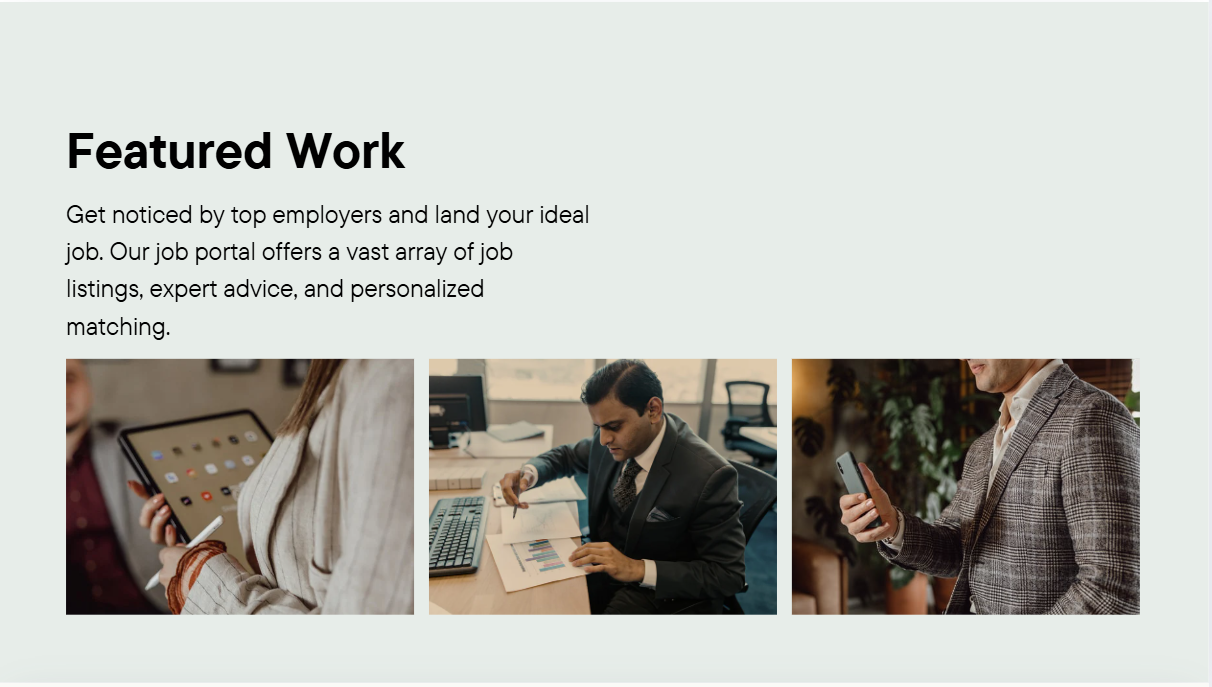 Featured Work
Get noticed by top employers and land your ideal
job. Our job portal offers a vast array of job
listings, expert advice, and personalized
matching.